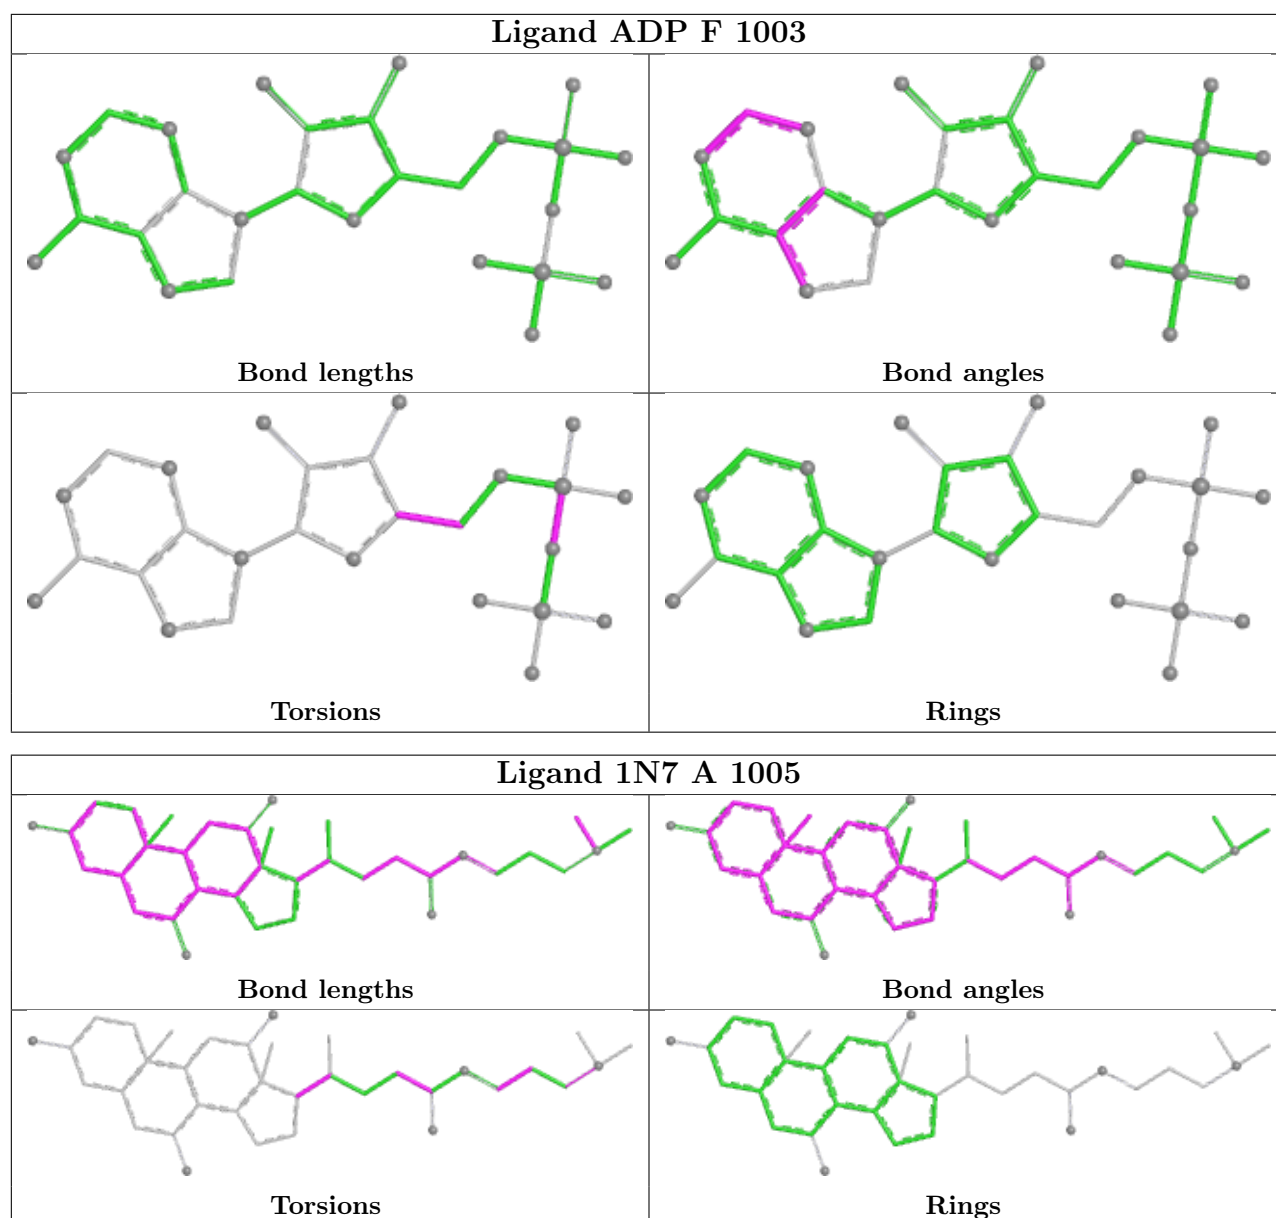 Ligand ADP F 1003
Bond lengths
Bond angles
Torsions
Rings
Ligand 1N7 A 1005
Bond lengths
Bond angles
Torsions
Rings